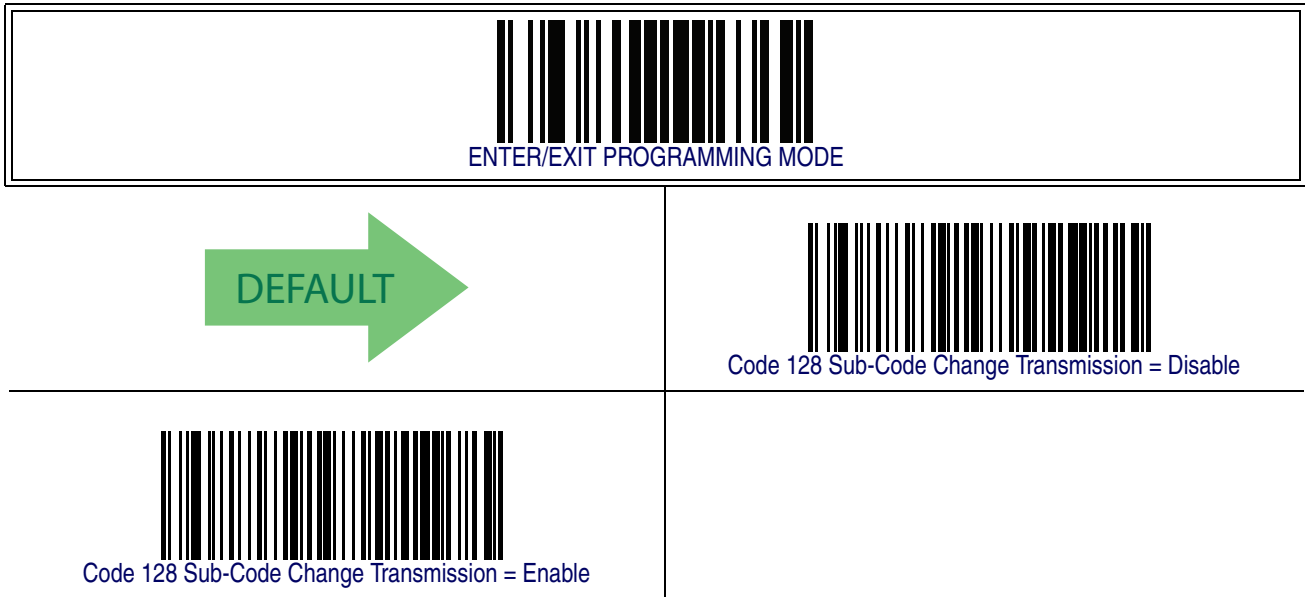 ENTER/EXIT PROGRAMMING MODE
DEFAULT
Code 128 Sub-Code Change Transmission = Disable
Code 128 Sub-Code Change Transmission = Enable